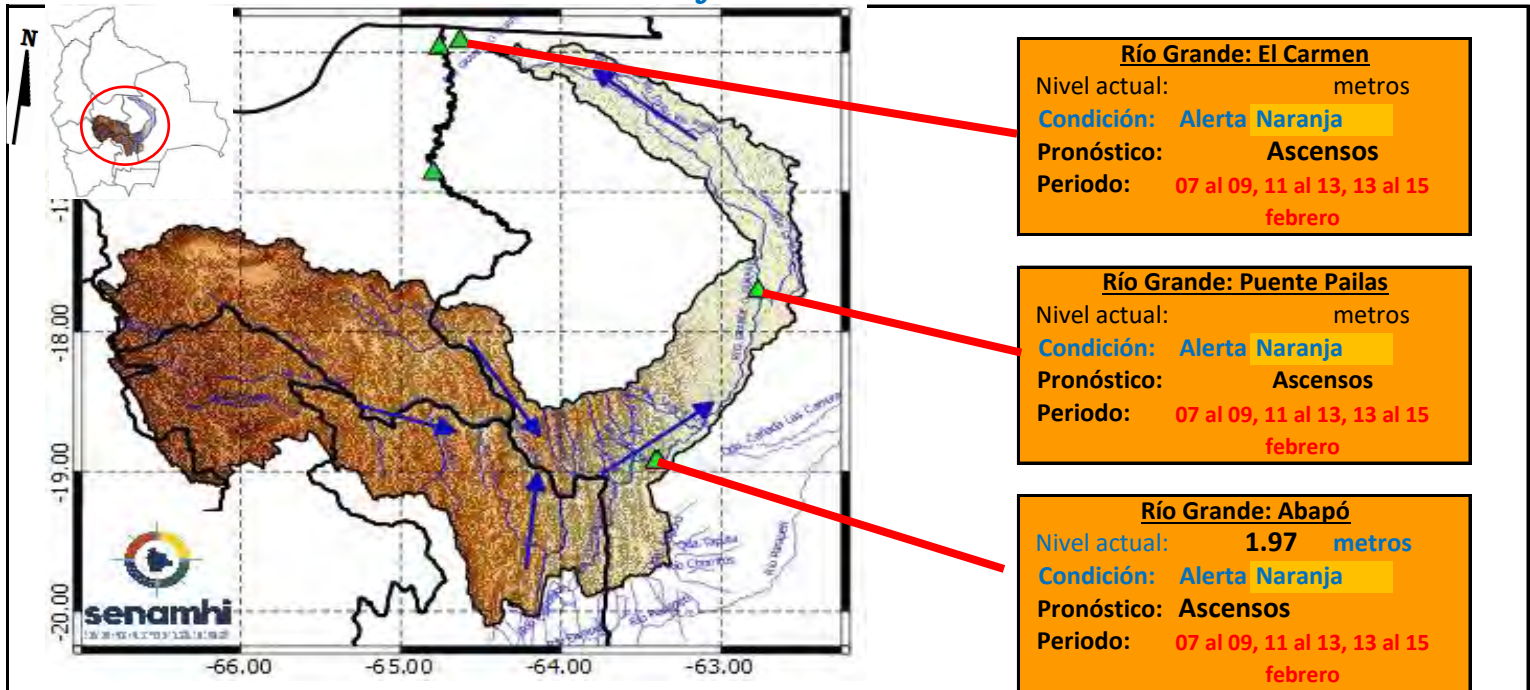 N
-17
-18.00
-19.00
-20.00
-66.00
-65.00
-64.00
-63.00
senamhi
Río Grande: El Carmen
Nivel actual: metros
Condición: Alerta Naranja
Pronóstico: Ascensos
Periodo: 07 al 09, 11 al 13, 13 al 15
febrero
Río Grande: Puente Pailas
Nivel actual: metros
Condición: Alerta Naranja
Pronóstico: Ascensos
Periodo: 07 al 09, 11 al 13, 13 al 15
febrero
Río Grande: Abapó
Nivel actual: 1.97 metros
Condición: Alerta Naranja
Pronóstico: Ascensos
Periodo: 07 al 09, 11 al 13, 13 al 15
febrero